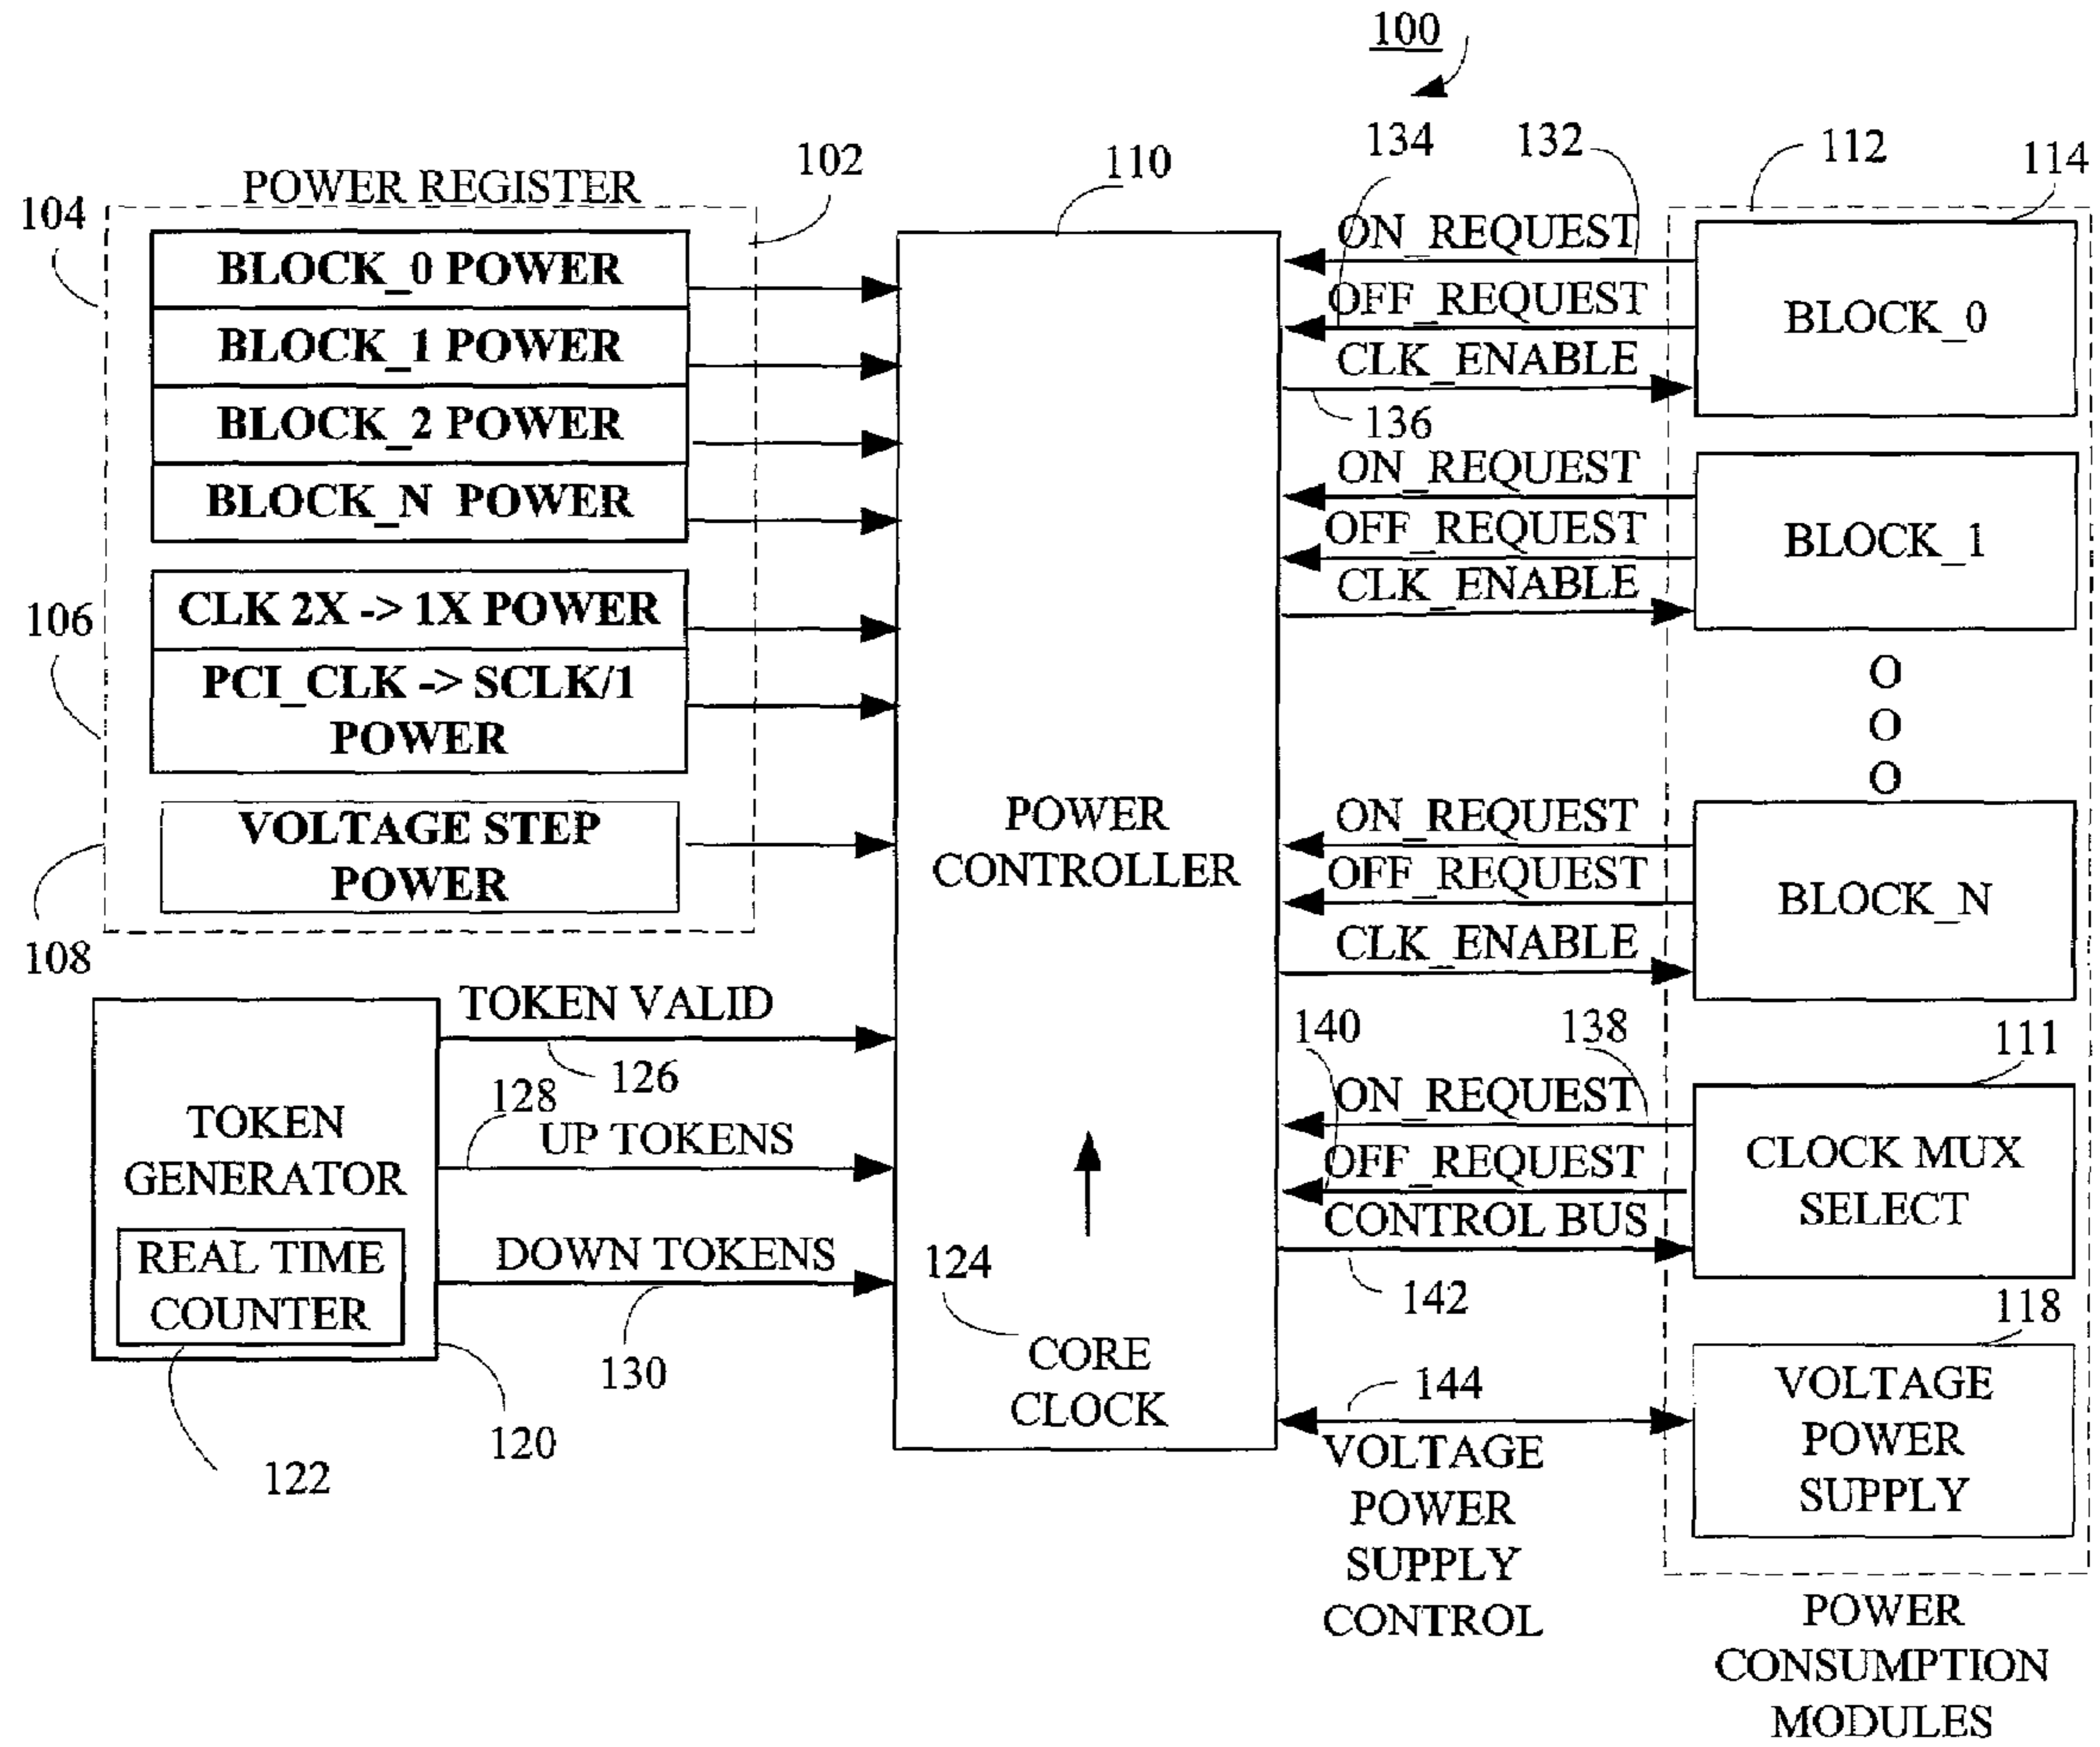 100
134
132
112
114
102
110
POWER REGISTER
104
BLOCK_0 POWER
BLOCK_1 POWER
BLOCK_2 POWER
BLOCK_N POWER
106
CLK 2X -> 1X POWER
PCI_CLK -> SCLK/1
POWER
VOLTAGE STEP
POWER
108
TOKEN VALID
126
128
UP TOKENS
DOWN TOKENS
130
TOKEN
GENERATOR
REAL TIME
COUNTER
120
122
POWER
CONTROLLER
124
CORE
CLOCK
ON_REQUEST
OFF_REQUEST
CLK_ENABLE
136
BLOCK_0
ON_REQUEST
OFF_REQUEST
CLK_ENABLE
BLOCK_1
O
O
O
ON_REQUEST
OFF_REQUEST
CLK_ENABLE
BLOCK_N
140
138
111
ON_REQUEST
OFF_REQUEST
CONTROL BUS
142
CLOCK MUX
SELECT
118
144
VOLTAGE
POWER
SUPPLY
CONTROL
VOLTAGE
POWER
SUPPLY
POWER
CONSUMPTION
MODULES